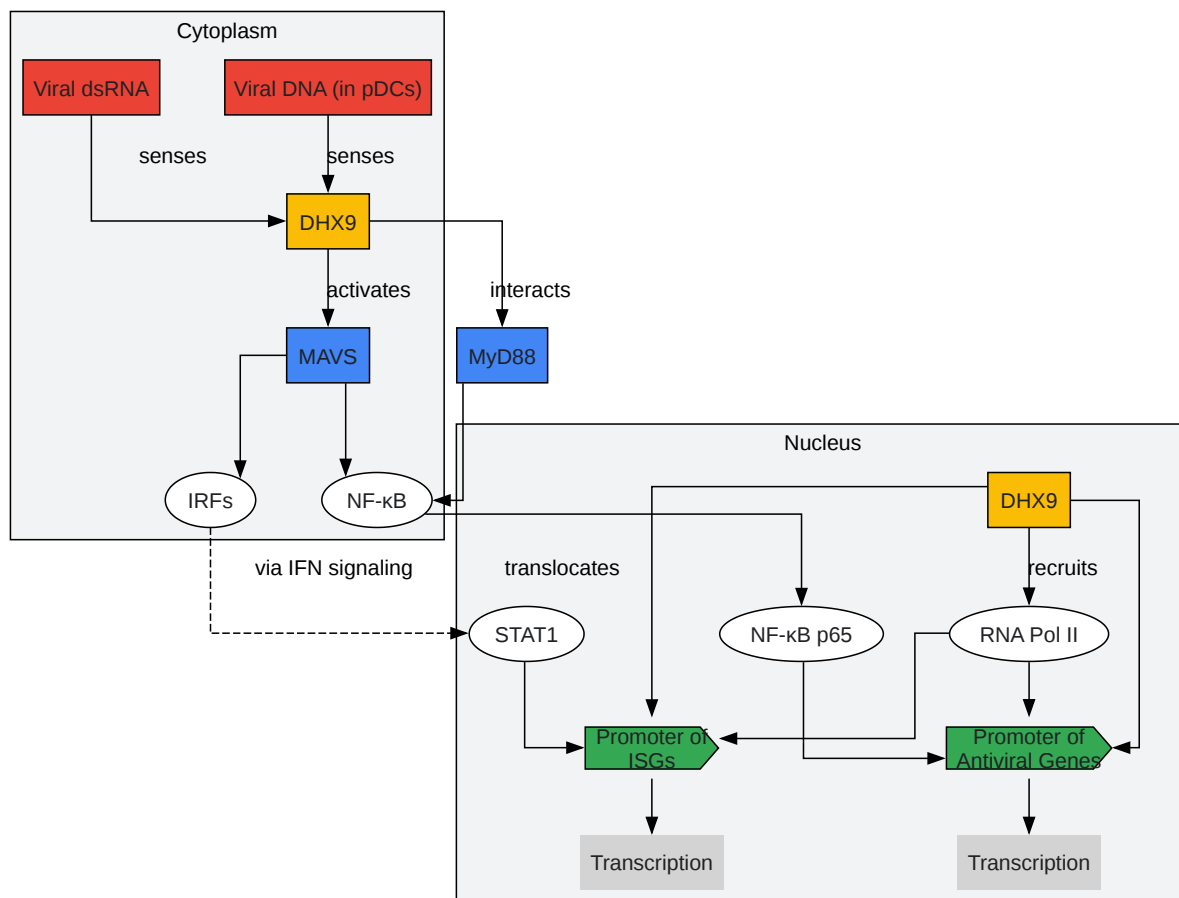 Cytoplasm
Viral dsRNA
Viral DNA (in pDCs)
senses
senses
DHX9
activates
interacts
MAVS
MyD88
Nucleus
IRFs
NF-κB
DHX9
via IFN signaling
translocates
recruits
STAT1
NF-κB p65
RNA Pol II
Promoter of
ISGs
Promoter of
Antiviral Genes
Transcription
Transcription